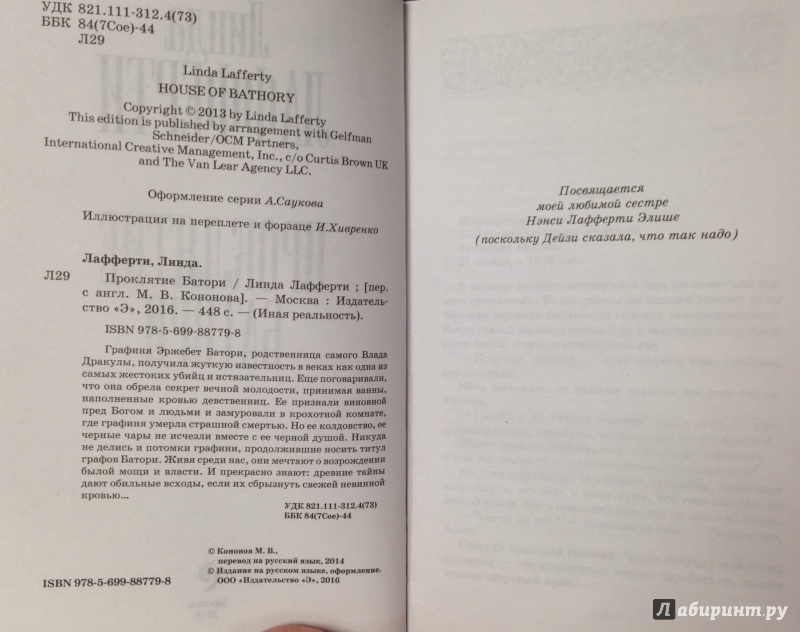 УДК 821.111-312.4(73)
ББК 84(7Сое)-44
Л29
Linda Lafferty
HOUSE OF BATHORY
Copyright © 2013 by Linda Lafferty
This edition is published by arrangement with Gelfman
Schneider/OCM Partners,
International Creative Management, Inc., c/o Curtis Brown UK
and The Van Lear Agency LLC.
Оформление серии А.Саукова
Иллюстрация на переплете и форзаце И.Хивренко
Лафферти, Линда.
Л29 Проклятие Батори / Линда Лафферти ; [пер.
с англ. М. В. Кононова]. — Москва : Издатель-
ство «Э», 2016. — 448 с. — (Иная реальность).
ISBN 978-5-699-88779-8
Графиня Эржебет Батори, родственница самого Влада
Дракулы, получила жуткую известность в веках как одна из
самых жестоких убийц и истязательниц. Еще поговаривали,
что она обрела секрет вечной молодости, принимая ванны,
наполненные кровью девственниц. Ее признали виновной
пред Богом и людьми и замуровали в крохотной комнате,
где графиня умерла страшной смертью. Но ее колдовство, ее
черные чары не исчезли вместе с ее черной душой. Никуда
не делись и потомки графини, продолжившие носить титул
графов Батори. Живя среди нас, они мечтают о возрождении
былой мощи и власти. И прекрасно знают: древние тайны
дают обильные всходы, если их сбрызнуть свежей невинной
кровью...
УДК 821.111-312.4(73)
ББК 84(7Сое)-44
© Кононов М. В.,
перевод на русский язык, 2014
© Издание на русском языке, оформление.
ООО «Издательство «Э», 2016
ISBN 978-5-699-88779-8
Посвящается
моей любимой сестре
Нэнси Лафферти Элише
(поскольку Дейзи сказала, что так надо)
Лабиринт.ру